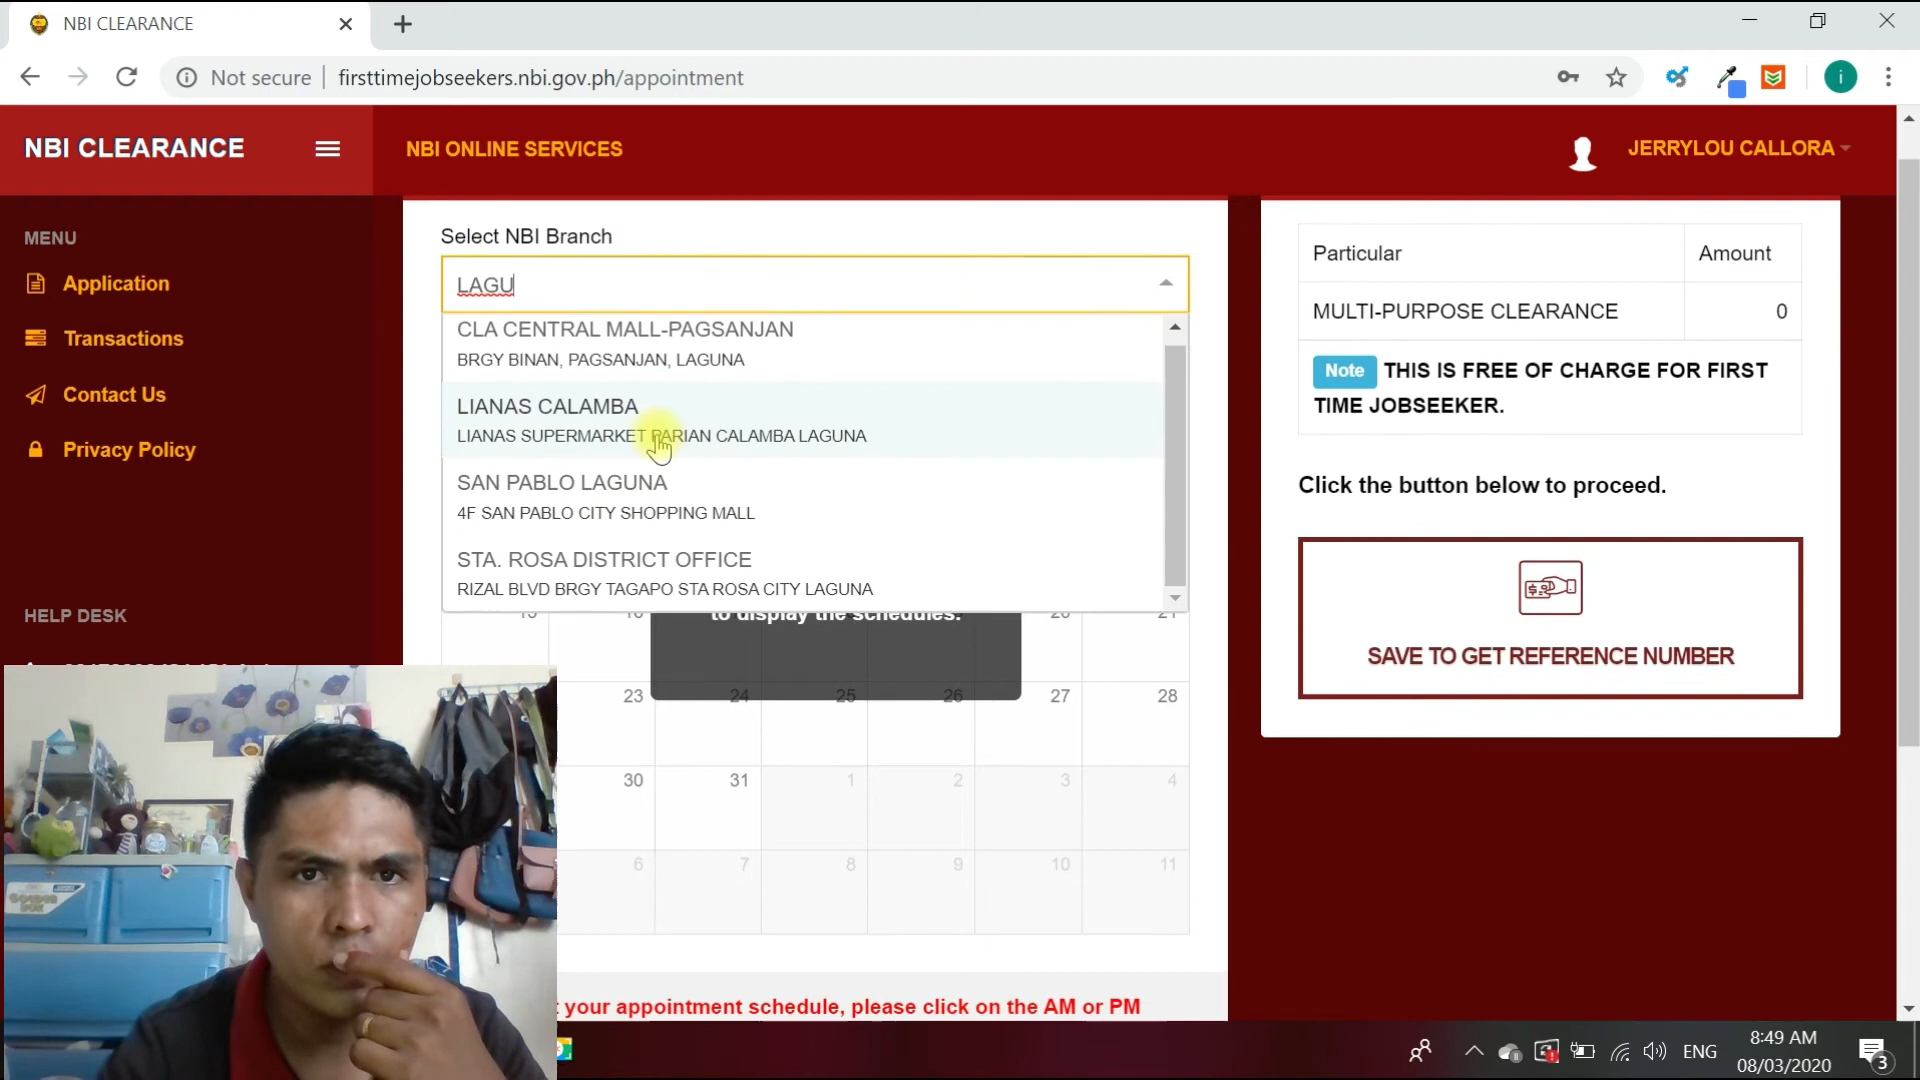 NBI CLEARANCE
Not secure
firsttimejobseekers.nbi.gov.ph/appointment
i
NBI CLEARANCE
NBI ONLINE SERVICES
JERRYLOU CALLORA
MENU
Application
Transactions
Contact Us
Privacy Policy
HELP DESK
Select NBI Branch
LAGU
CLA CENTRAL MALL-PAGSANJAN
BRGY BINAN, PAGSANJAN, LAGUNA
LIANAS CALAMBA
LIANAS SUPERMARKET PARIAN CALAMBA LAGUNA
SAN PABLO LAGUNA
4F SAN PABLO CITY SHOPPING MALL
STA. ROSA DISTRICT OFFICE
RIZAL BLVD BRGY TAGAPO STA ROSA CITY LAGUNA
to display the schedules.
23 24 25 26 27 28
30 31 1 2 3 4
6 7 8 9 10 11
your appointment schedule, please click on the AM or PM
Particular Amount
MULTI-PURPOSE CLEARANCE 0
Note THIS IS FREE OF CHARGE FOR FIRST
TIME JOBSEEKER.
Click the button below to proceed.
SAVE TO GET REFERENCE NUMBER
ENG
8:49 AM
08/03/2020
3